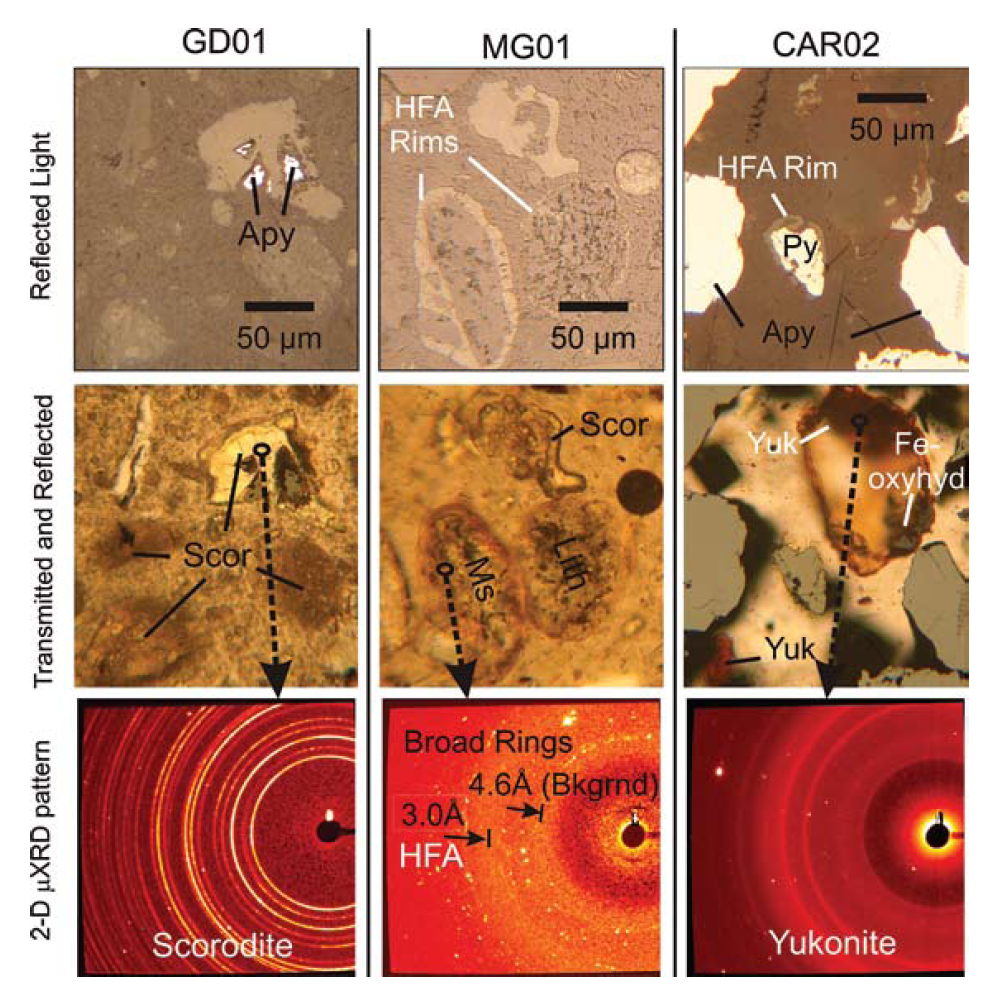 GD01
MG01
CAR02
Reflected Light
Apy
50 μm
HFA
Rims
50 μm
50 μm
HFA Rim
Py
Apy
Transmitted and Reflected
Scor
Scor
Ms
Lith
Yuk
Fe-
oxyhyd
Yuk
2-D μXRD pattern
Scorodite
Broad Rings
4.6Å (Bkgrnd)
3.0Å
HFA
Yukonite